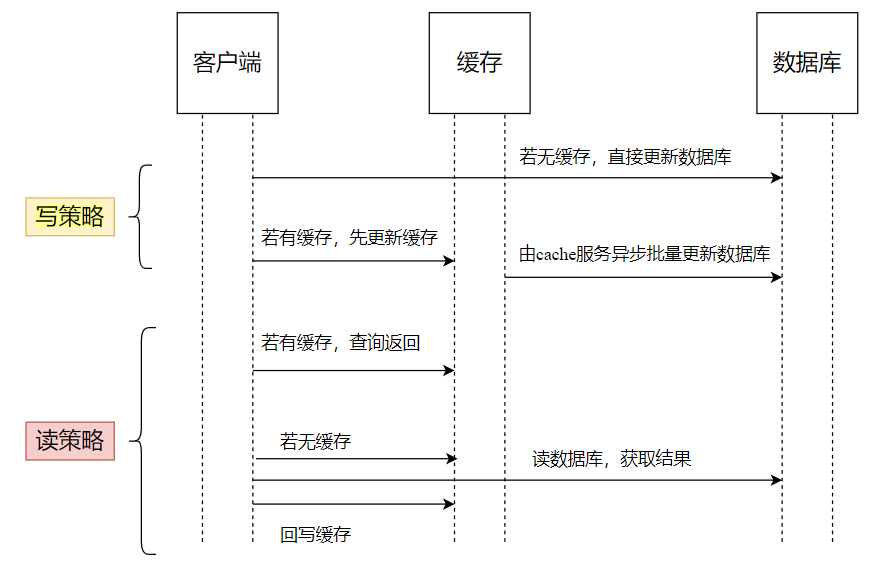 客户端
缓存
数据库
若无缓存，直接更新数据库
写策略
若有缓存，先更新缓存
由cache服务异步批量更新数据库
若有缓存，查询返回
读策略
若无缓存
读数据库，获取结果
回写缓存